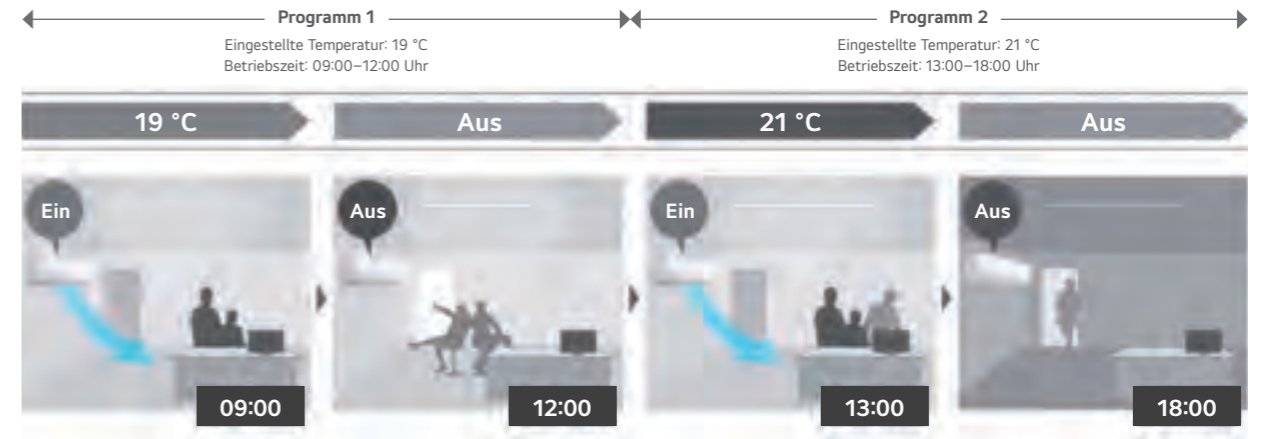 Programm 1
Eingestellte Temperatur: 19 °C
Betriebszeit: 09:00–12:00 Uhr
Programm 2
Eingestellte Temperatur: 21 °C
Betriebszeit: 13:00–18:00 Uhr
19 °C
Aus
21 °C
Aus
Ein
Aus
Ein
Aus
09:00
12:00
13:00
18:00